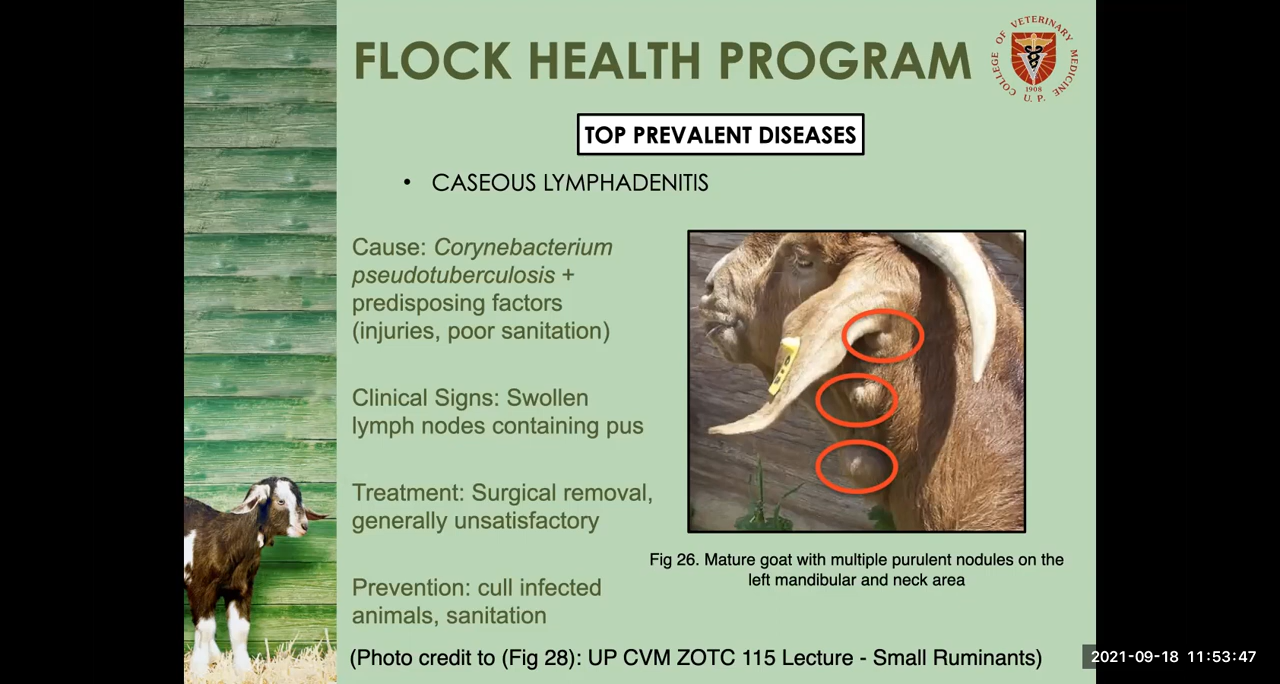 FLOCK HEALTH PROGRAM
COLLEGE OF VETERINARY MEDICINE
1908
U. P.
TOP PREVALENT DISEASES
• CASEOUS LYMPHADENITIS
Cause: Corynebacterium
pseudotuberculosis +
predisposing factors
(injuries, poor sanitation)
Clinical Signs: Swollen
lymph nodes containing pus
Treatment: Surgical removal,
generally unsatisfactory
Prevention: cull infected
animals, sanitation
Fig 26. Mature goat with multiple purulent nodules on the
left mandibular and neck area
(Photo credit to (Fig 28): UP CVM ZOTC 115 Lecture - Small Ruminants)
2021-09-18 11:53:47